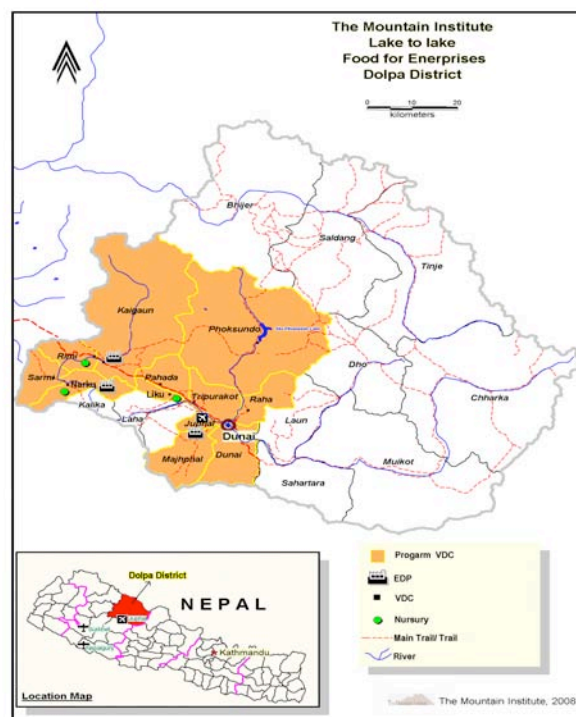 The Mountain Institute
Lake to lake
Food for Enerprises
Dolpa District
0 10 20
kilometers
Bhijer
Saldang
Tinje
Kaigaun
Phoksundo
Rimi
Dho
Sarmi
Narku
Pahada
Tripurakot
Chharka
Liku
Raha
Kalika
Laha
Laun
Juphal
Dunai
Majhphal
Dunai
Muikot
Sahartara
Progarm VDC
EDP
VDC
Nursury
Main Trail/ Trail
River
Dolpa District
NEPAL
Kathmandu
Location Map
The Mountain Institute, 2008